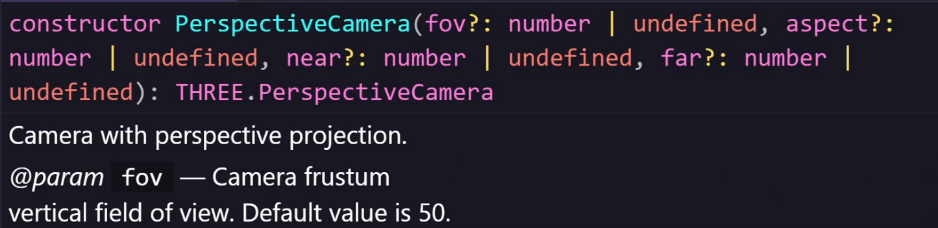 constructor PerspectiveCamera(fov?: number | undefined, aspect?:
number | undefined, near?: number | undefined, far?: number |
undefined): THREE.PerspectiveCamera
Camera with perspective projection.
@param fov — Camera frustum
vertical field of view. Default value is 50.